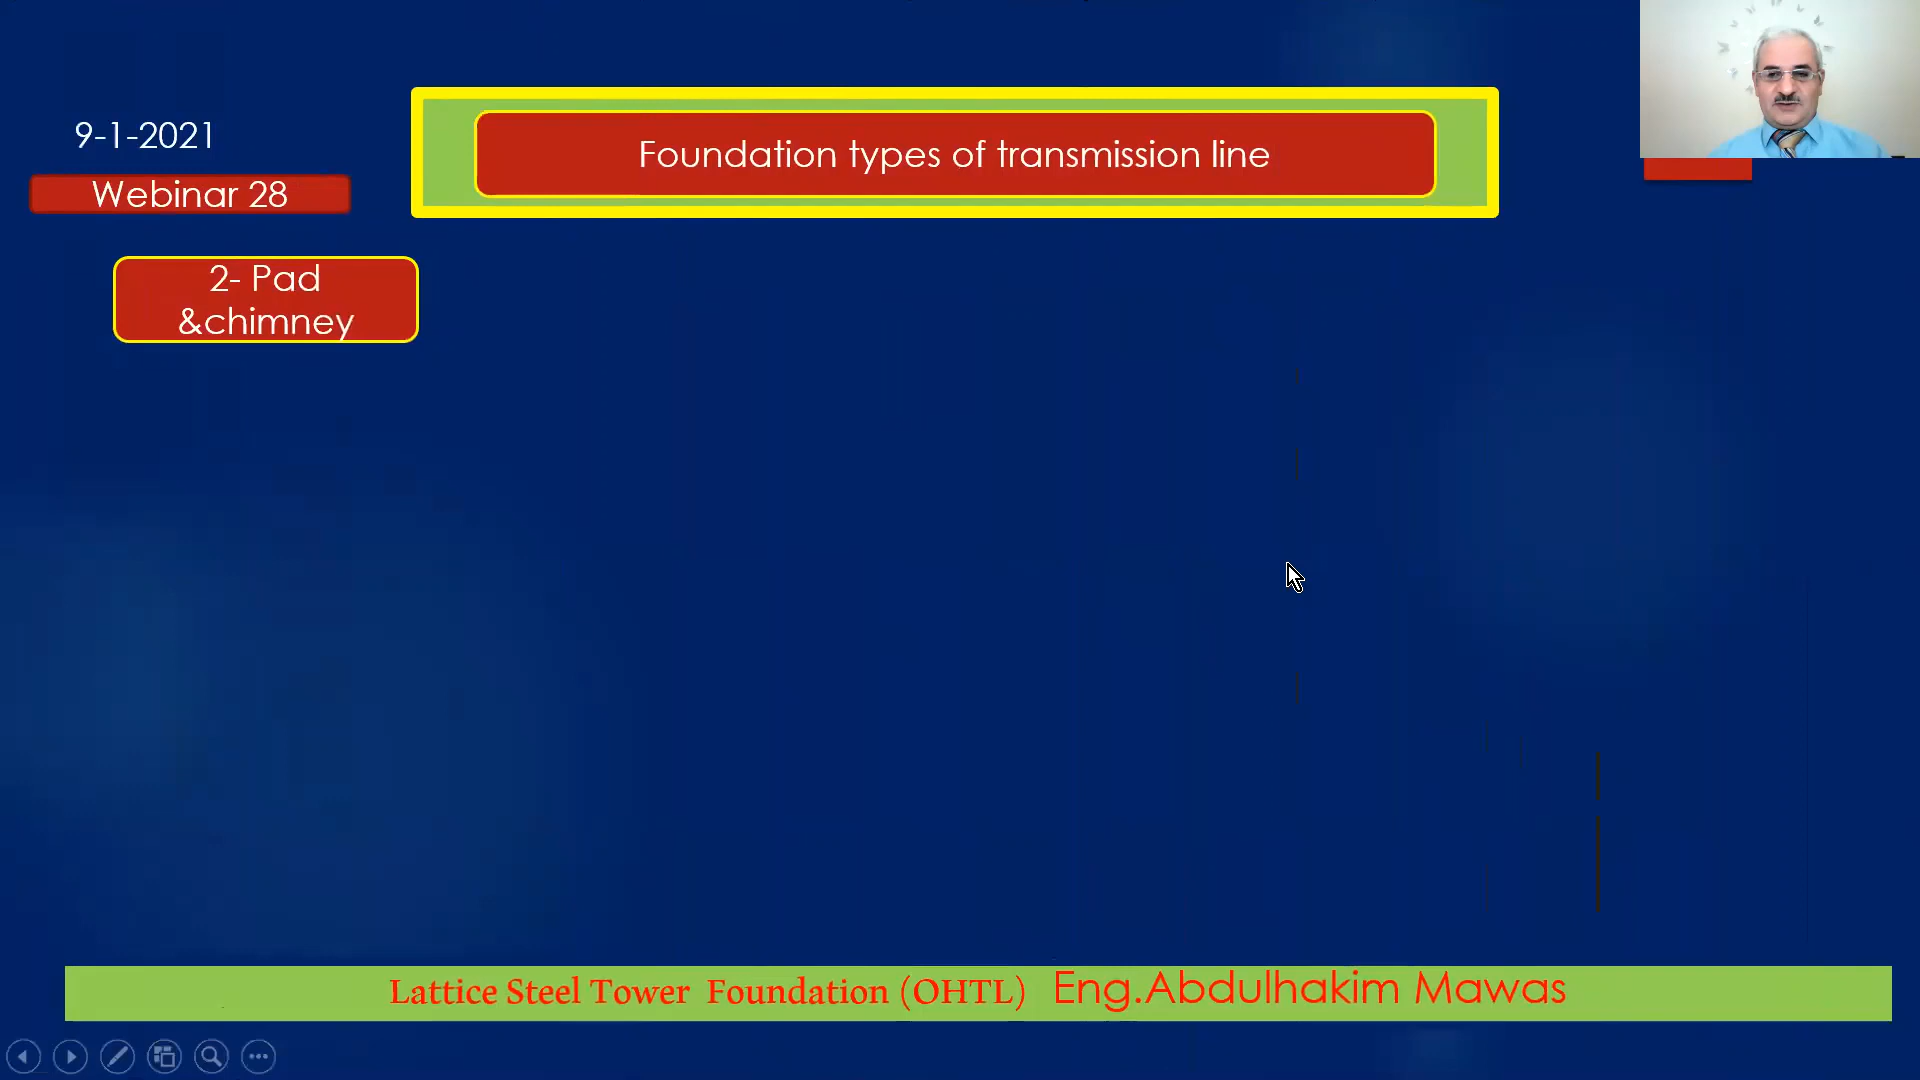 9-1-2021
Webinar 28
Foundation types of transmission line
2- Pad
&chimney
Lattice Steel Tower Foundation (OHTL) Eng.Abdulhakim Mawas